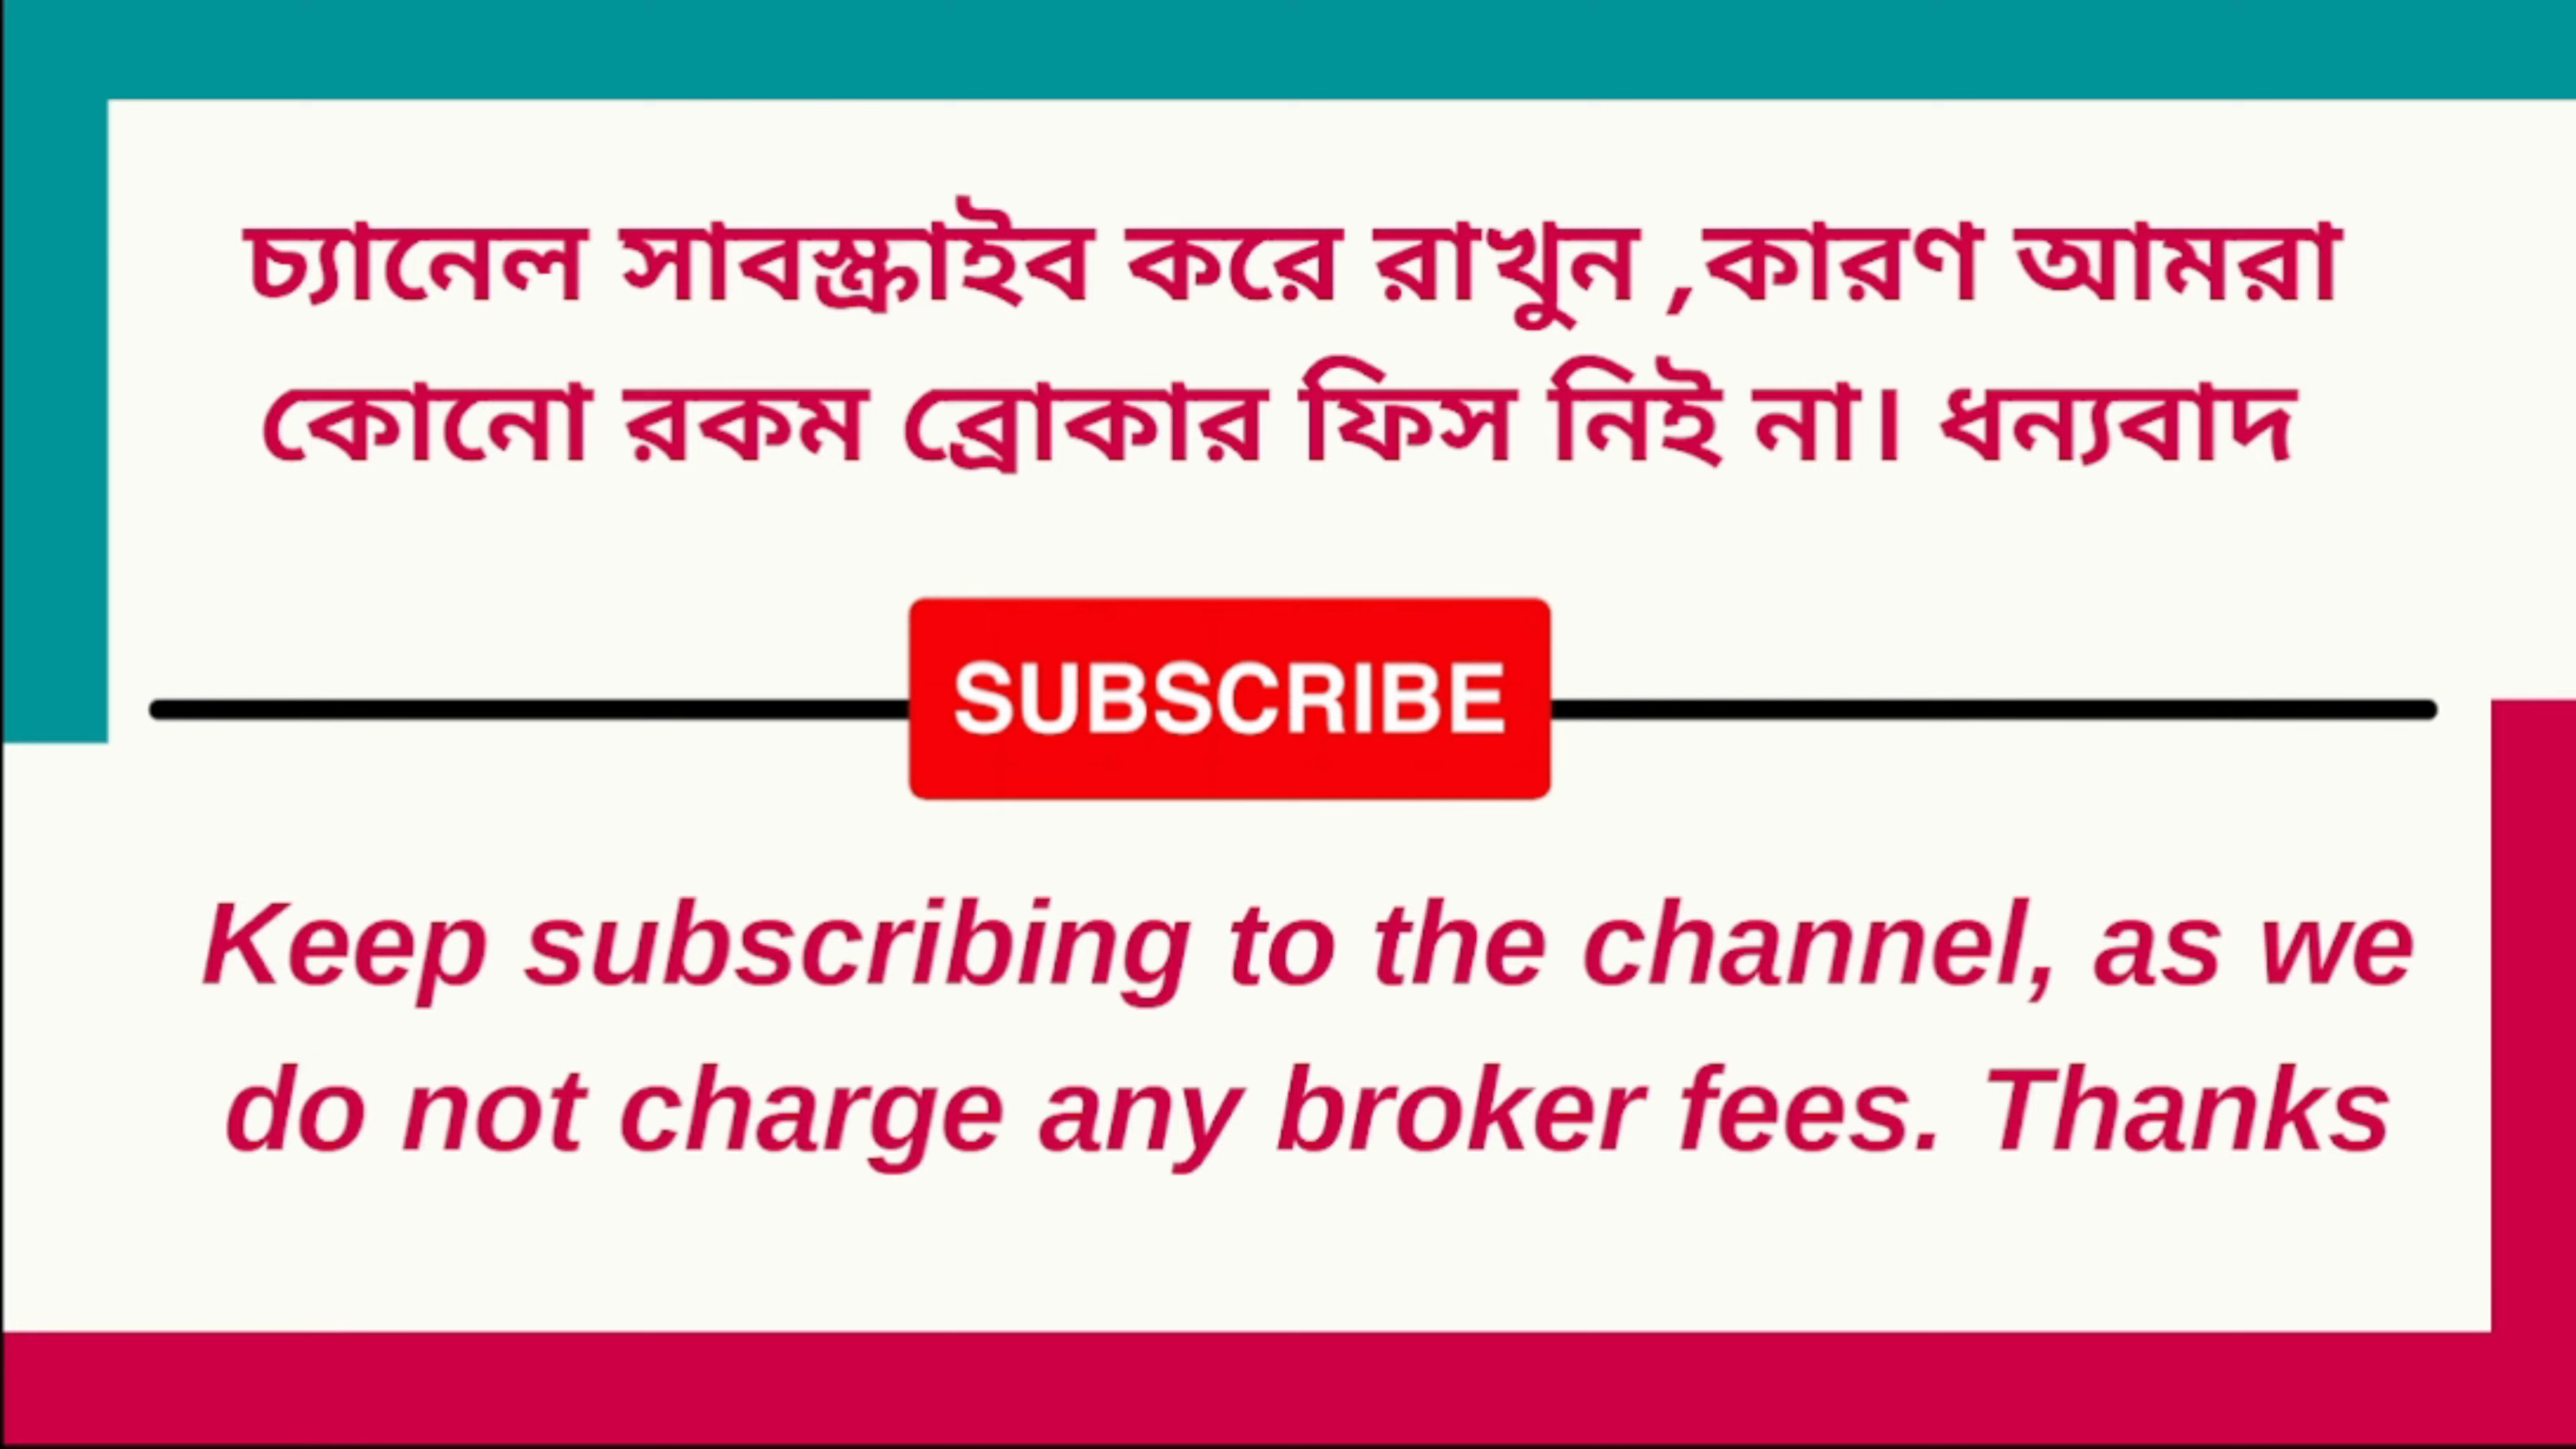 চ্যানেল সাবস্ক্রাইব করে রাখুন ,কারণ আমরা
কোনো রকম ব্রোকার ফিস নিই না। ধন্যবাদ
SUBSCRIBE
Keep subscribing to the channel, as we
do not charge any broker fees. Thanks